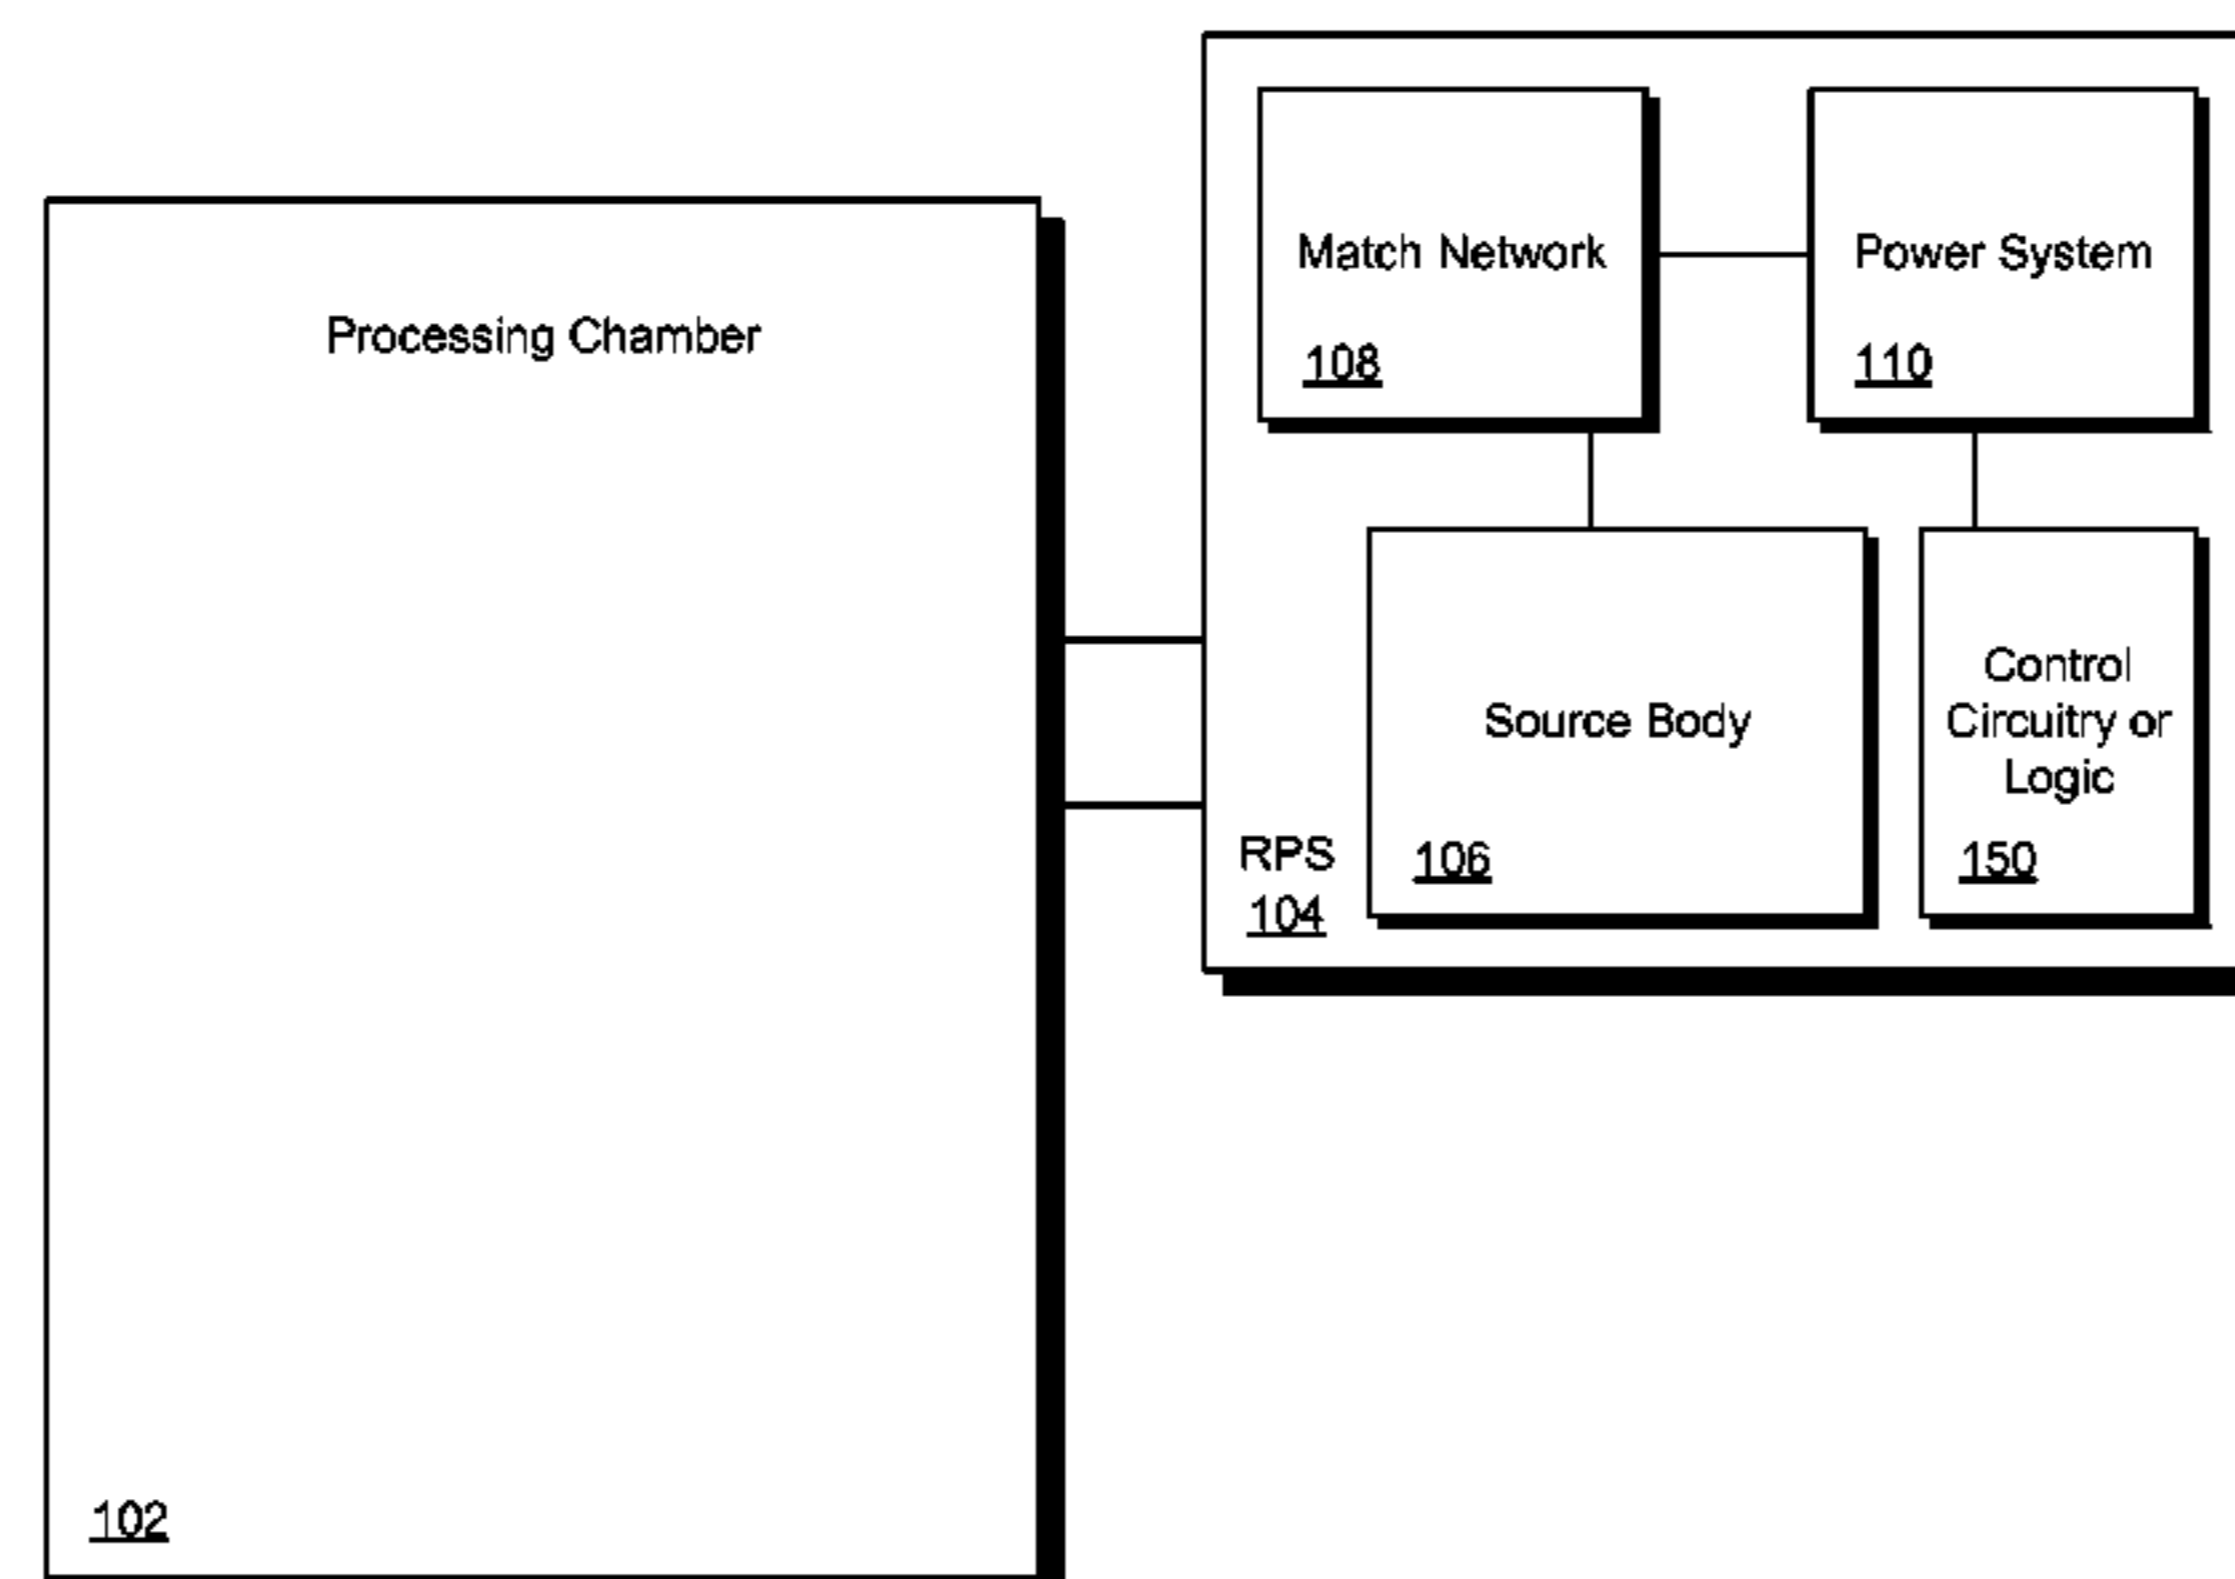 Processing Chamber
102
Match Network
108
Power System
110
Source Body
106
Control
Circuitry or
Logic
150
RPS
104